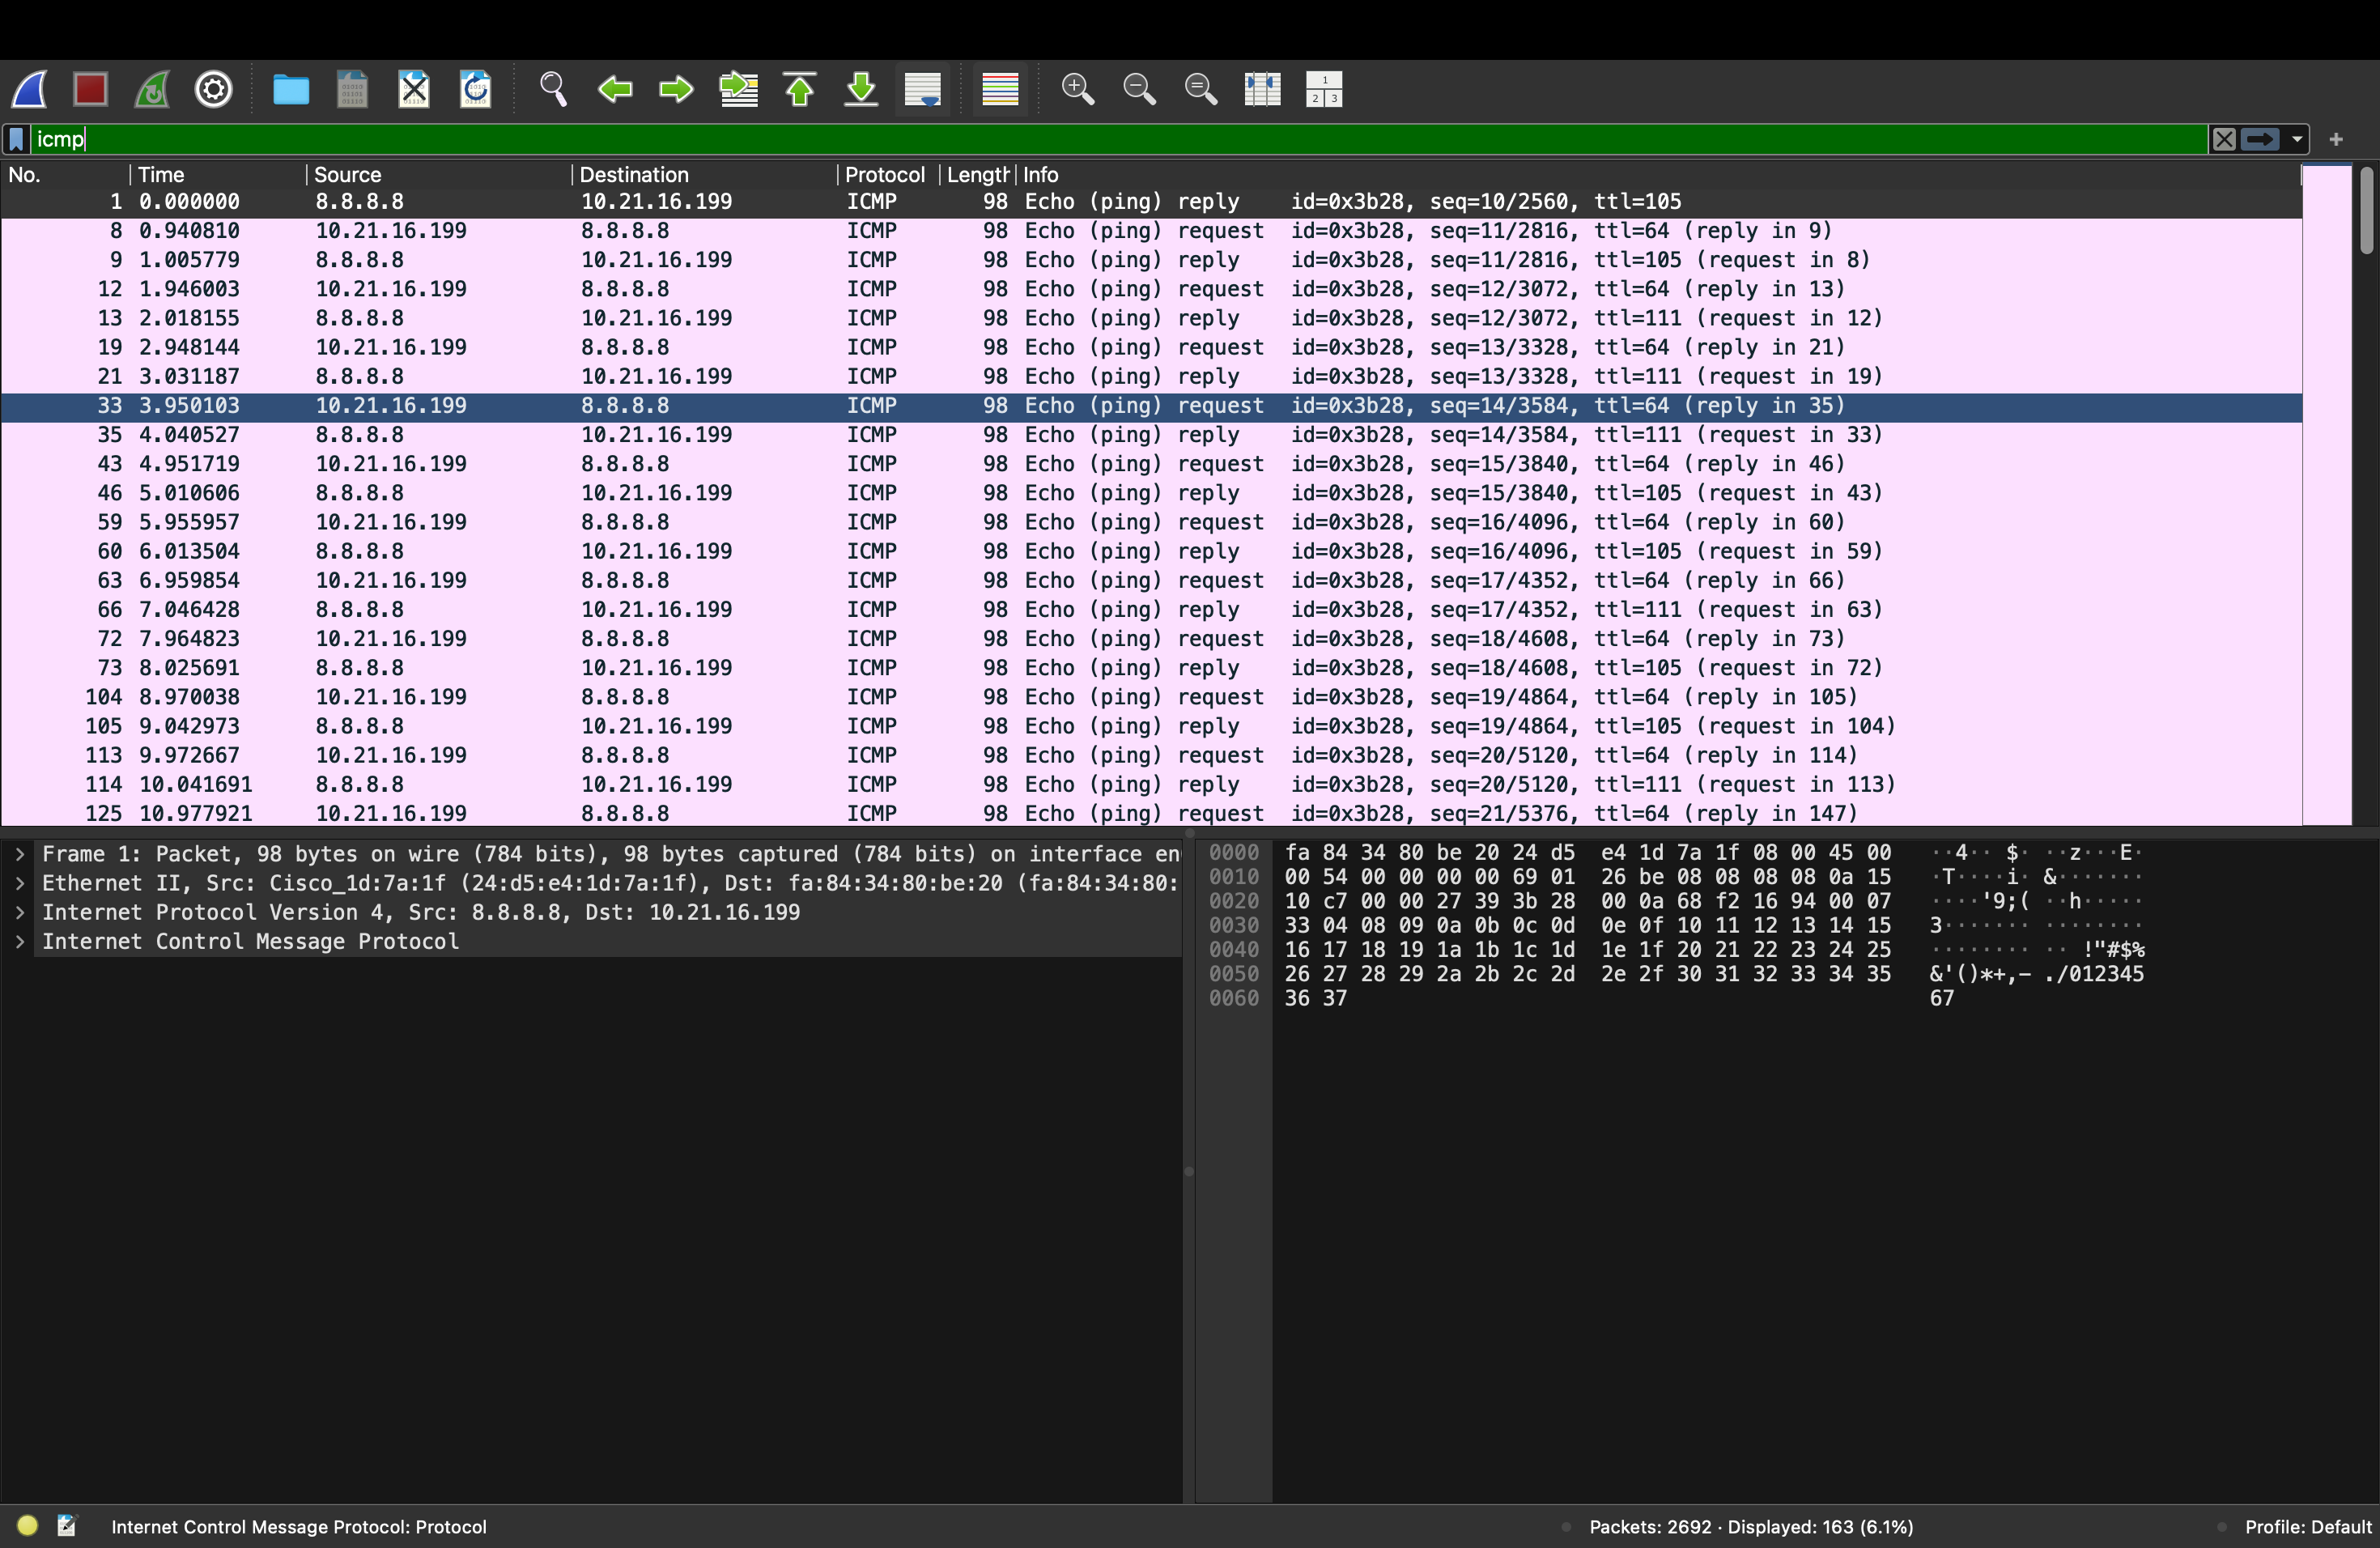 icmp
No. Time Source Destination Protocol Length Info
1 0.000000 8.8.8.8 10.21.16.199 ICMP 98 Echo (ping) reply id=0x3b28, seq=10/2560, ttl=105
8 0.940810 10.21.16.199 8.8.8.8 ICMP 98 Echo (ping) request id=0x3b28, seq=11/2816, ttl=64 (reply in 9)
9 1.005779 8.8.8.8 10.21.16.199 ICMP 98 Echo (ping) reply id=0x3b28, seq=11/2816, ttl=105 (request in 8)
12 1.946003 10.21.16.199 8.8.8.8 ICMP 98 Echo (ping) request id=0x3b28, seq=12/3072, ttl=64 (reply in 13)
13 2.018155 8.8.8.8 10.21.16.199 ICMP 98 Echo (ping) reply id=0x3b28, seq=12/3072, ttl=111 (request in 12)
19 2.948144 10.21.16.199 8.8.8.8 ICMP 98 Echo (ping) request id=0x3b28, seq=13/3328, ttl=64 (reply in 21)
21 3.031187 8.8.8.8 10.21.16.199 ICMP 98 Echo (ping) reply id=0x3b28, seq=13/3328, ttl=111 (request in 19)
33 3.950103 10.21.16.199 8.8.8.8 ICMP 98 Echo (ping) request id=0x3b28, seq=14/3584, ttl=64 (reply in 35)
35 4.040527 8.8.8.8 10.21.16.199 ICMP 98 Echo (ping) reply id=0x3b28, seq=14/3584, ttl=111 (request in 33)
43 4.951719 10.21.16.199 8.8.8.8 ICMP 98 Echo (ping) request id=0x3b28, seq=15/3840, ttl=64 (reply in 46)
46 5.010606 8.8.8.8 10.21.16.199 ICMP 98 Echo (ping) reply id=0x3b28, seq=15/3840, ttl=105 (request in 43)
59 5.955957 10.21.16.199 8.8.8.8 ICMP 98 Echo (ping) request id=0x3b28, seq=16/4096, ttl=64 (reply in 60)
60 6.013504 8.8.8.8 10.21.16.199 ICMP 98 Echo (ping) reply id=0x3b28, seq=16/4096, ttl=105 (request in 59)
63 6.959854 10.21.16.199 8.8.8.8 ICMP 98 Echo (ping) request id=0x3b28, seq=17/4352, ttl=64 (reply in 66)
66 7.046428 8.8.8.8 10.21.16.199 ICMP 98 Echo (ping) reply id=0x3b28, seq=17/4352, ttl=111 (request in 63)
72 7.964823 10.21.16.199 8.8.8.8 ICMP 98 Echo (ping) request id=0x3b28, seq=18/4608, ttl=64 (reply in 73)
73 8.025691 8.8.8.8 10.21.16.199 ICMP 98 Echo (ping) reply id=0x3b28, seq=18/4608, ttl=105 (request in 72)
104 8.970038 10.21.16.199 8.8.8.8 ICMP 98 Echo (ping) request id=0x3b28, seq=19/4864, ttl=64 (reply in 105)
105 9.042973 8.8.8.8 10.21.16.199 ICMP 98 Echo (ping) reply id=0x3b28, seq=19/4864, ttl=105 (request in 104)
113 9.972667 10.21.16.199 8.8.8.8 ICMP 98 Echo (ping) request id=0x3b28, seq=20/5120, ttl=64 (reply in 114)
114 10.041691 8.8.8.8 10.21.16.199 ICMP 98 Echo (ping) reply id=0x3b28, seq=20/5120, ttl=111 (request in 113)
125 10.977921 10.21.16.199 8.8.8.8 ICMP 98 Echo (ping) request id=0x3b28, seq=21/5376, ttl=64 (reply in 147)
Frame 1: Packet, 98 bytes on wire (784 bits), 98 bytes captured (784 bits) on interface en
Ethernet II, Src: Cisco_1d:7a:1f (24:d5:e4:1d:7a:1f), Dst: fa:84:34:80:be:20 (fa:84:34:80:
Internet Protocol Version 4, Src: 8.8.8.8, Dst: 10.21.16.199
Internet Control Message Protocol
0000 fa 84 34 80 be 20 24 d5 e4 1d 7a 1f 08 00 45 00 ··4·· $· ··z···E·
0010 00 54 00 00 00 00 69 01 26 be 08 08 08 08 0a 15 ·T····i· &·······
0020 10 c7 00 00 27 39 3b 28 00 0a 68 f2 16 94 00 07 ····'9;( ··h·····
0030 33 04 08 09 0a 0b 0c 0d 0e 0f 10 11 12 13 14 15 3······· ········
0040 16 17 18 19 1a 1b 1c 1d 1e 1f 20 21 22 23 24 25 ········ ·· !"#$%
0050 26 27 28 29 2a 2b 2c 2d 2e 2f 30 31 32 33 34 35 &'()*+,- ./012345
0060 36 37 67
Internet Control Message Protocol: Protocol
Packets: 2692 · Displayed: 163 (6.1%)
Profile: Default